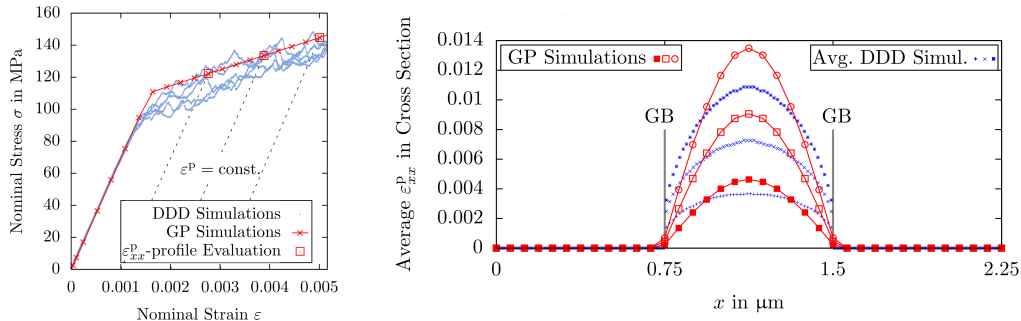 160
140
120
100
80
60
40
20
0
Nominal Stress σ in MPa
εᵖ = const.
DDD Simulations
GP Simulations
εᵖₓₓ-profile Evaluation
0 0.001 0.002 0.003 0.004 0.005
Nominal Strain ε
0.014
0.012
0.01
0.008
0.006
0.004
0.002
0
Average εᵖₓₓ in Cross Section
GP Simulations
Avg. DDD Simul.
GB
GB
0 0.75 1.5 2.25
x in μm